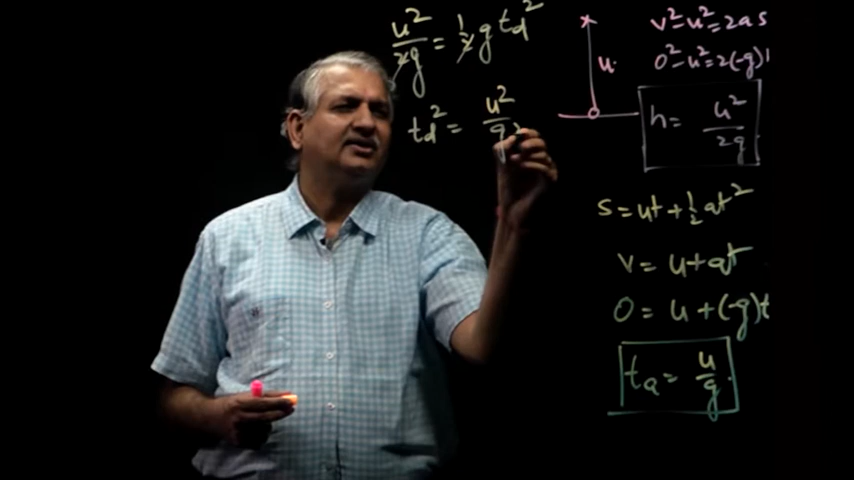 u²/2g = 1/2 g td²
td² = u²/g²
u.
v²-u²=2as
0²-u²=2(-g)
h= u²/2g
s=ut+1/2at²
v=u+at
0=u+(-g)t
ta= u/g.